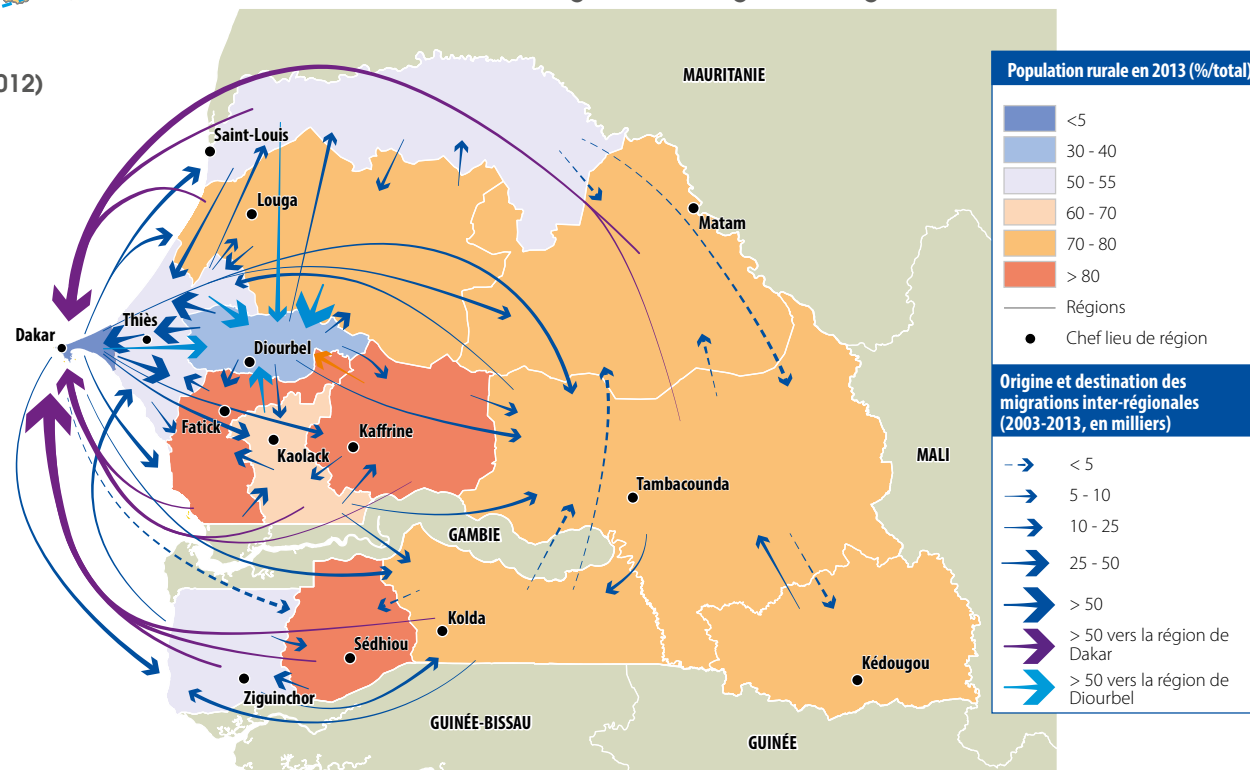 012)
MAURITANIE
Saint-Louis
Louga
Matam
Dakar
Thiès
Diourbel
Fatick
Kaolack
Kaffrine
MALI
Tambacounda
GAMBIE
Kolda
Sédhiou
Ziguinchor
Kédougou
GUINÉE-BISSAU
GUINÉE
Population rurale en 2013 (%/total)
<5
30 - 40
50 - 55
60 - 70
70 - 80
> 80
Régions
Chef lieu de région
Origine et destination des
migrations inter-régionales
(2003-2013, en milliers)
< 5
5 - 10
10 - 25
25 - 50
> 50
> 50 vers la région de
Dakar
> 50 vers la région de
Diourbel